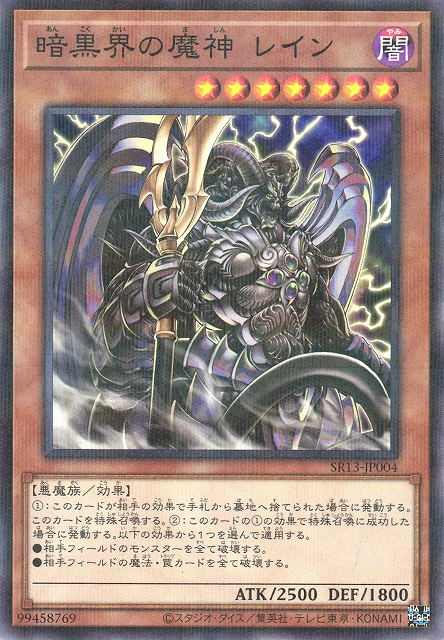 暗黒界の魔神 レイン
闇
SR13-JP004
【悪魔族／効果】
①：このカードが相手の効果で手札から墓地へ捨てられた場合に発動する。
このカードを特殊召喚する。②：このカードの①の効果で特殊召喚に成功した
場合に発動する。以下の効果から1つを選んで適用する。
●相手フィールドのモンスターを全て破壊する。
●相手フィールドの魔法・罠カードを全て破壊する。
ATK/2500 DEF/1800
99458769
©スタジオ・ダイス／集英社・テレビ東京・KONAMI